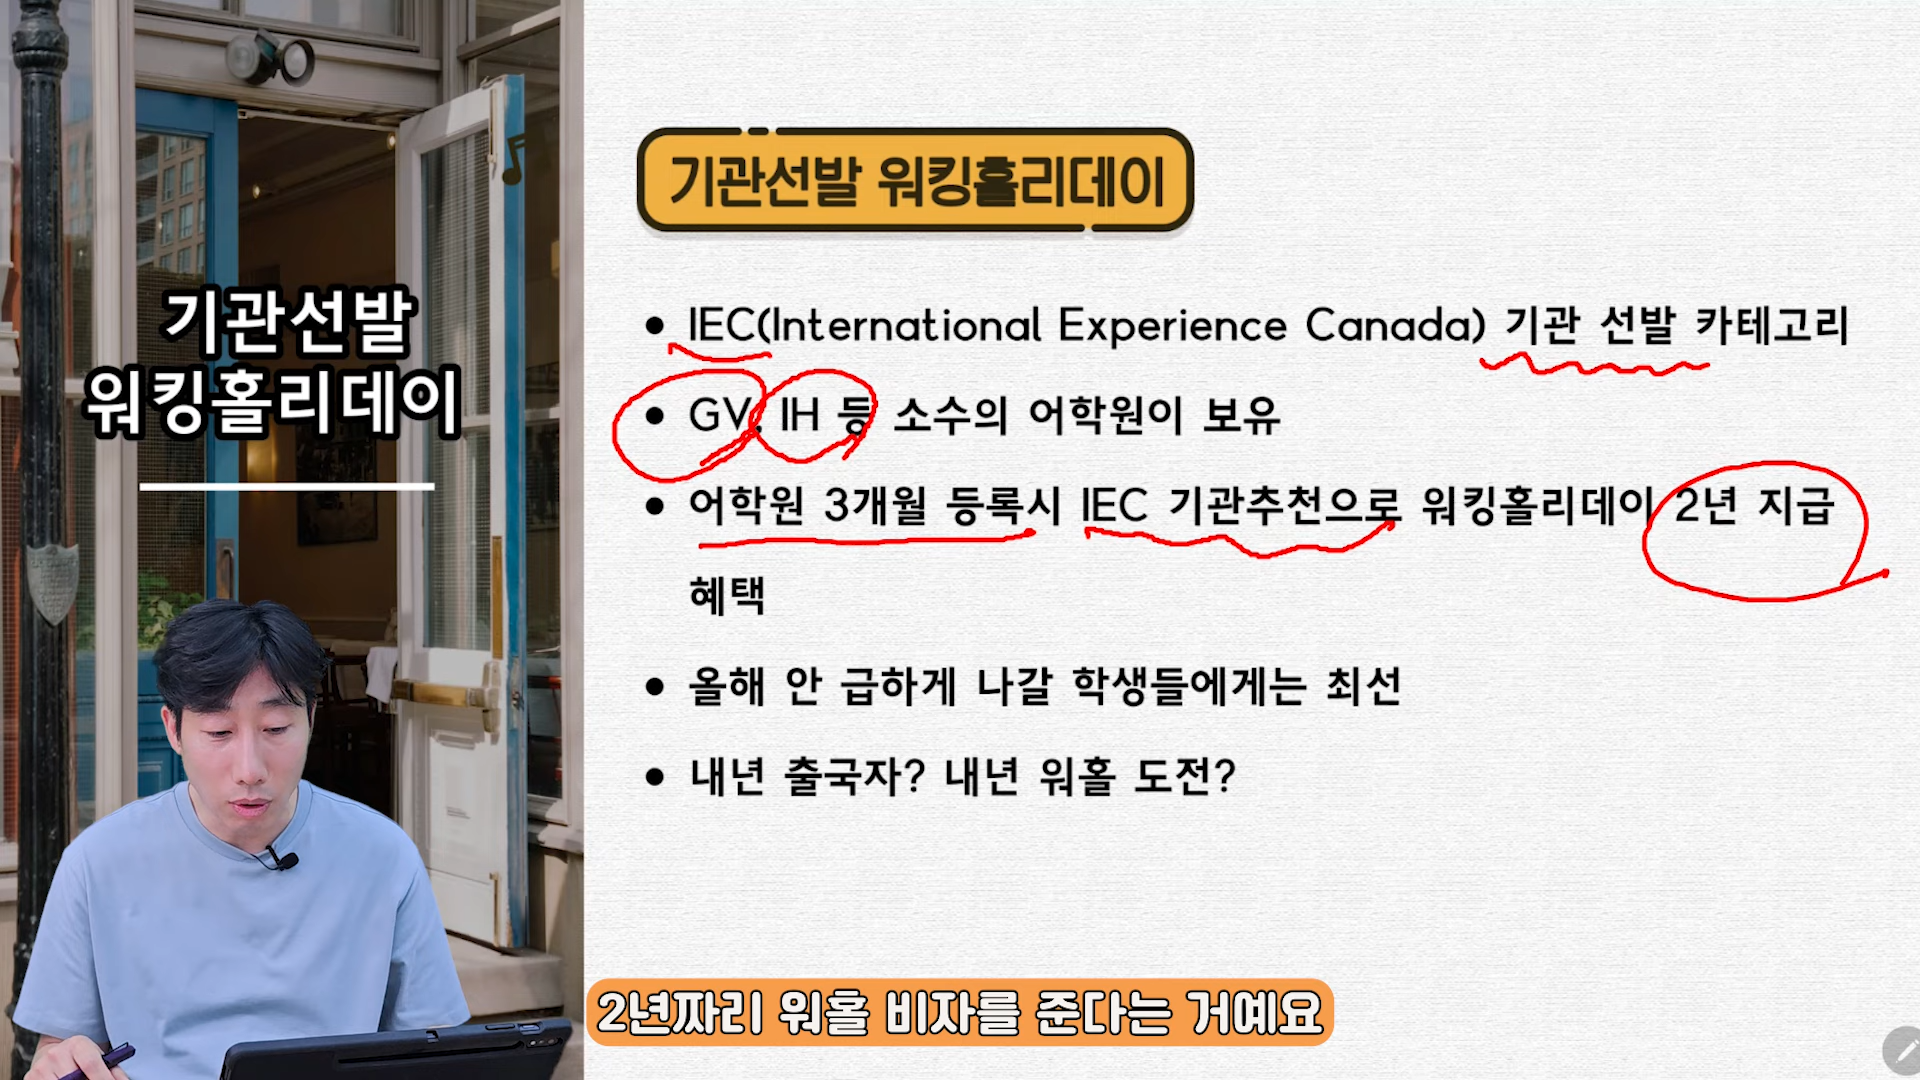 기관선발
워킹홀리데이
기관선발 워킹홀리데이
• IEC(International Experience Canada) 기관 선발 카테고리
• GV, IH 등 소수의 어학원이 보유
• 어학원 3개월 등록시 IEC 기관추천으로 워킹홀리데이 2년 지급
혜택
• 올해 안 급하게 나갈 학생들에게는 최선
• 내년 출국자? 내년 워홀 도전?
2년짜리 워홀 비자를 준다는 거예요